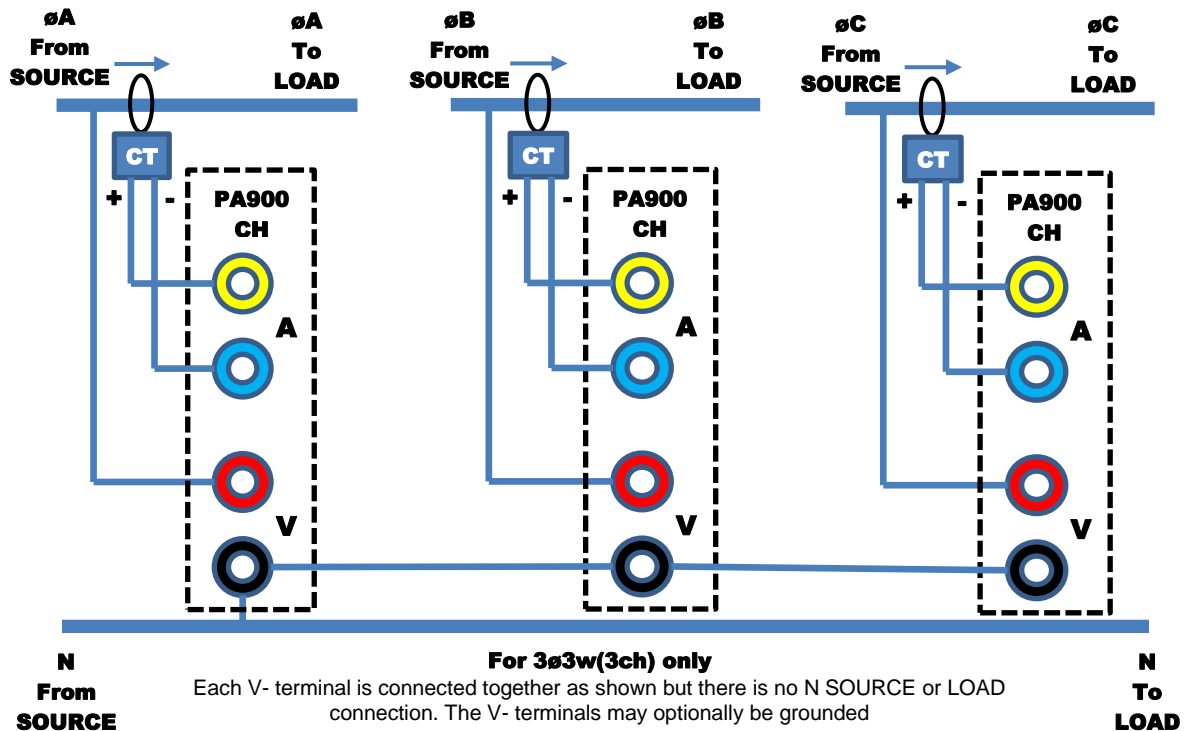 øA
From
SOURCE
øA
To
LOAD
øB
From
SOURCE
øB
To
LOAD
øC
From
SOURCE
øC
To
LOAD
CT
+ -
PA900
CH
A
V
CT
+ -
PA900
CH
A
V
CT
+ -
PA900
CH
A
V
N
From
SOURCE
For 3ø3w(3ch) only
Each V- terminal is connected together as shown but there is no N SOURCE or LOAD
connection. The V- terminals may optionally be grounded
N
To
LOAD